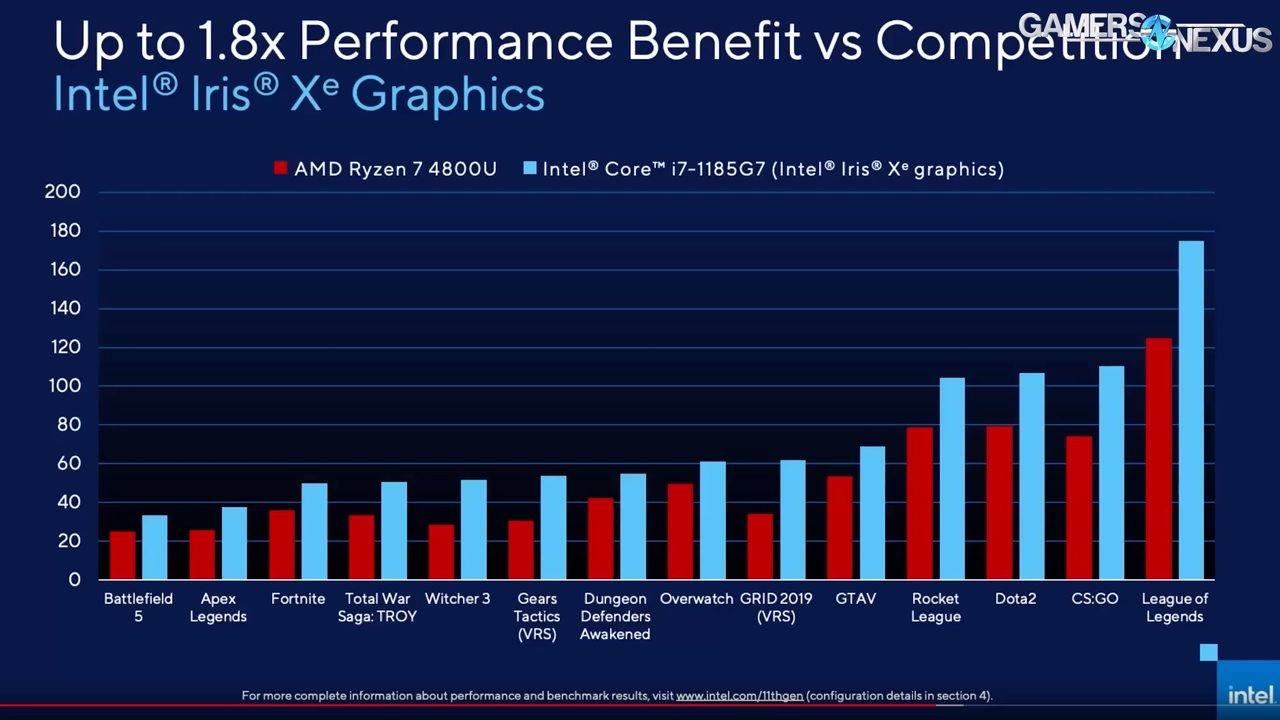 Up to 1.8x Performance Benefit vs Competition
GAMERS NEXUS
Intel® Iris® Xᵉ Graphics
AMD Ryzen 7 4800U
Intel® Core™ i7-1185G7 (Intel® Iris® Xᵉ graphics)
200
180
160
140
120
100
80
60
40
20
0
Battlefield
5
Apex
Legends
Fortnite
Total War
Saga: TROY
Witcher 3
Gears
Tactics
(VRS)
Dungeon
Defenders
Awakened
Overwatch
GRID 2019
(VRS)
GTAV
Rocket
League
Dota2
CS:GO
League of
Legends
For more complete information about performance and benchmark results, visit www.intel.com/11thgen (configuration details in section 4).
intel